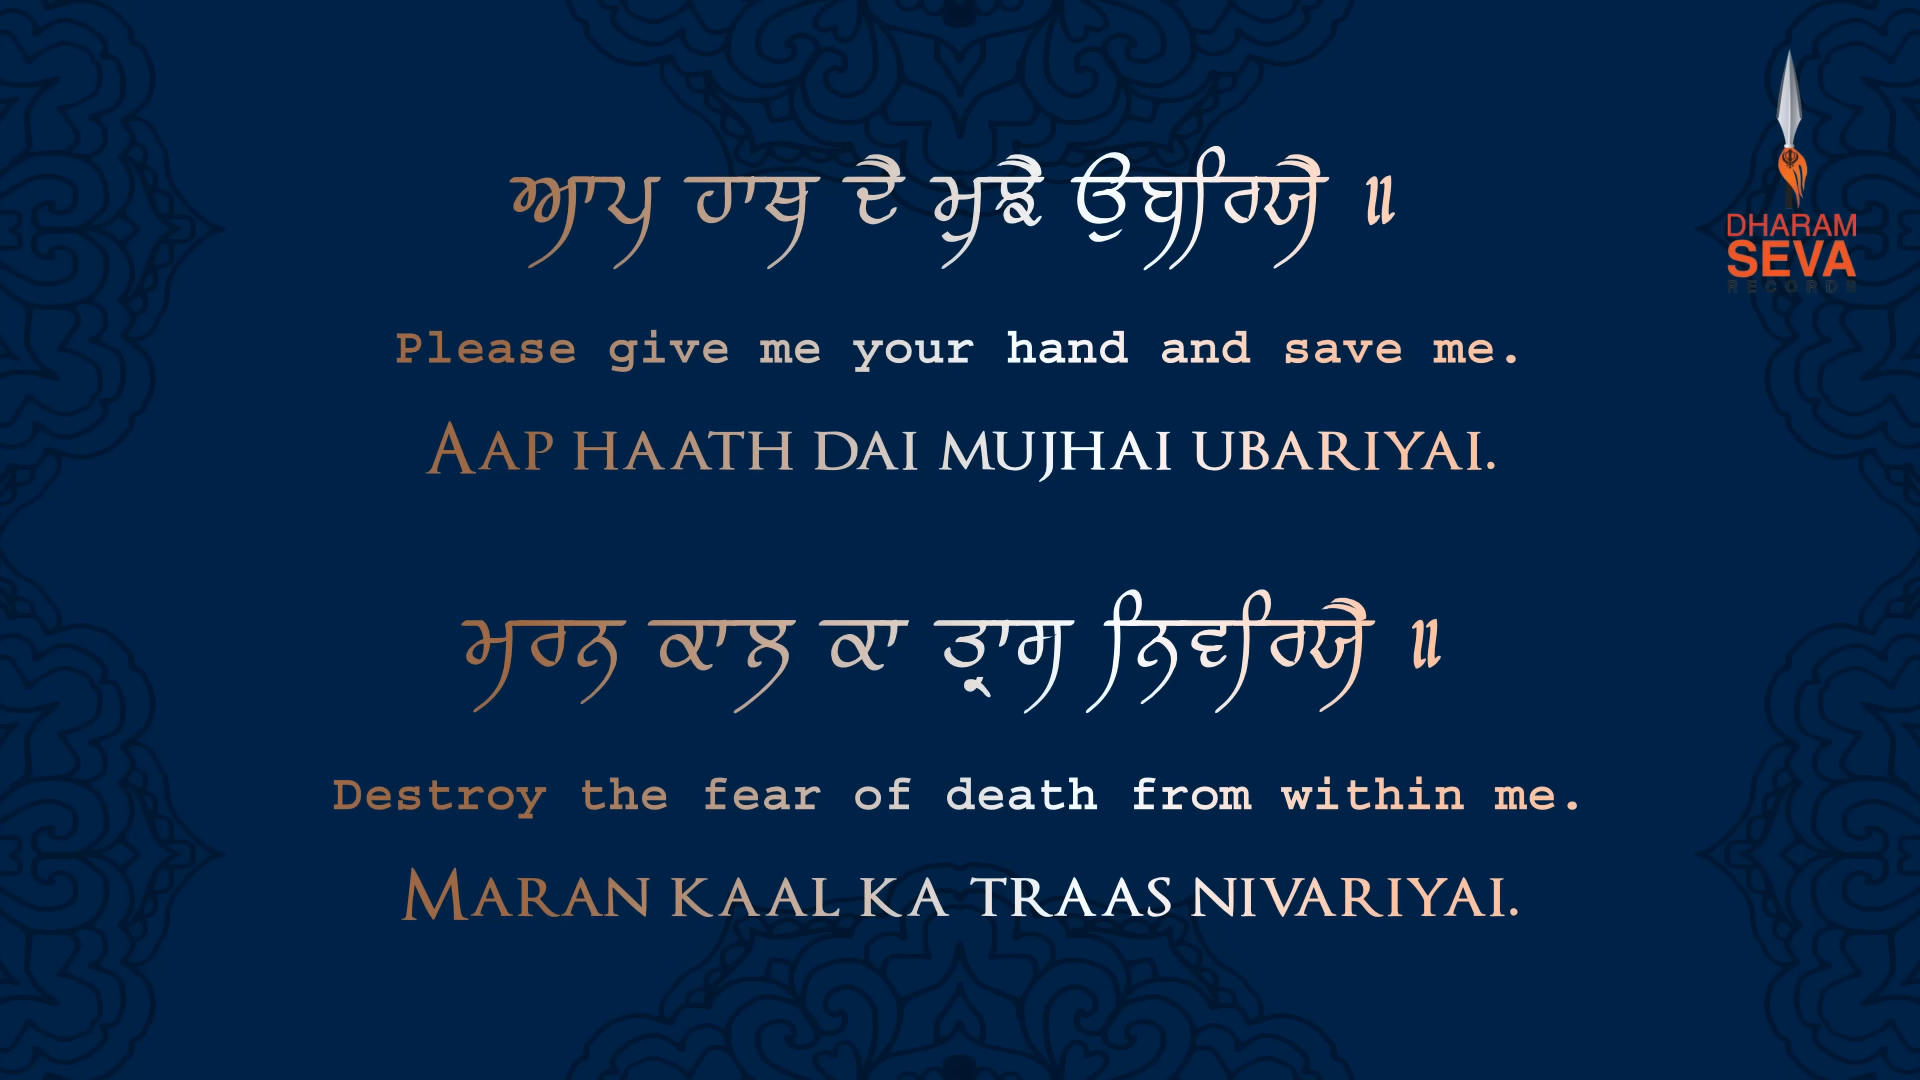 ਆਪ ਹਾਥ ਦੈ ਮੁਝੈ ਉਬਰਿਯੈ ॥
Please give me your hand and save me.
AAP HAATH DAI MUJHAI UBARIYAI.
ਮਰਨ ਕਾਲ ਕਾ ਤ੍ਰਾਸ ਨਿਵਰਿਯੈ ॥
Destroy the fear of death from within me.
MARAN KAAL KA TRAAS NIVARIYAI.
DHARAM
SEVA
RECORDS